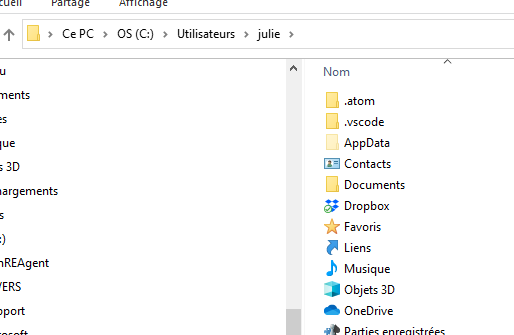 Partage Affichage
Ce PC > OS (C:) > Utilisateurs > julie >
Nom
.atom
.vscode
AppData
Contacts
Documents
Dropbox
Favoris
Liens
Musique
Objets 3D
OneDrive
Parties enregistrées
u
ments
es
que
s 3D
hargements
s
:)
nREAgent
VERS
pport
rosoft